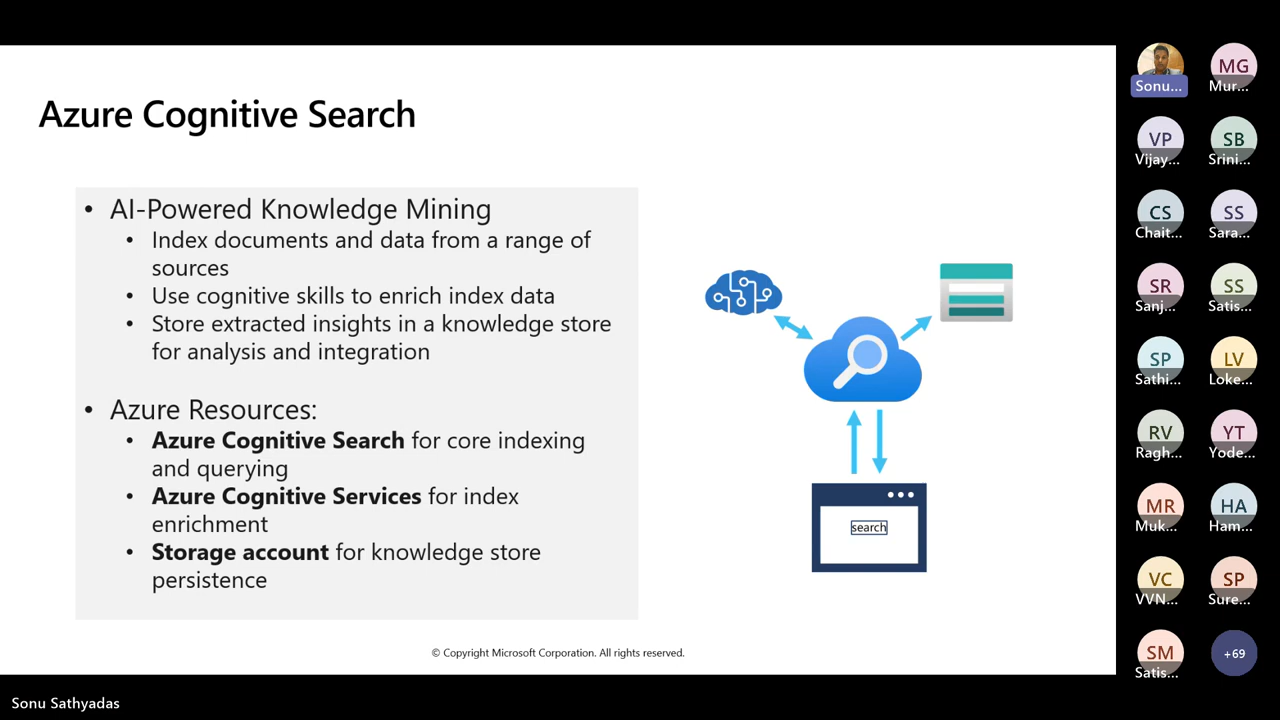 Azure Cognitive Search
• AI-Powered Knowledge Mining
• Index documents and data from a range of
sources
• Use cognitive skills to enrich index data
• Store extracted insights in a knowledge store
for analysis and integration
• Azure Resources:
• Azure Cognitive Search for core indexing
and querying
• Azure Cognitive Services for index
enrichment
• Storage account for knowledge store
persistence
search
© Copyright Microsoft Corporation. All rights reserved.
Sonu Sathyadas
Sonu...
MG
Mur...
VP
Vijay...
SB
Srini...
CS
Chait...
SS
Sara...
SR
Sanj...
SS
Satis...
SP
Sathi...
LV
Loke...
RV
Ragh...
YT
Yode...
MR
Muk...
HA
Ham...
VC
VVN...
SP
Sure...
SM
Satis...
+69